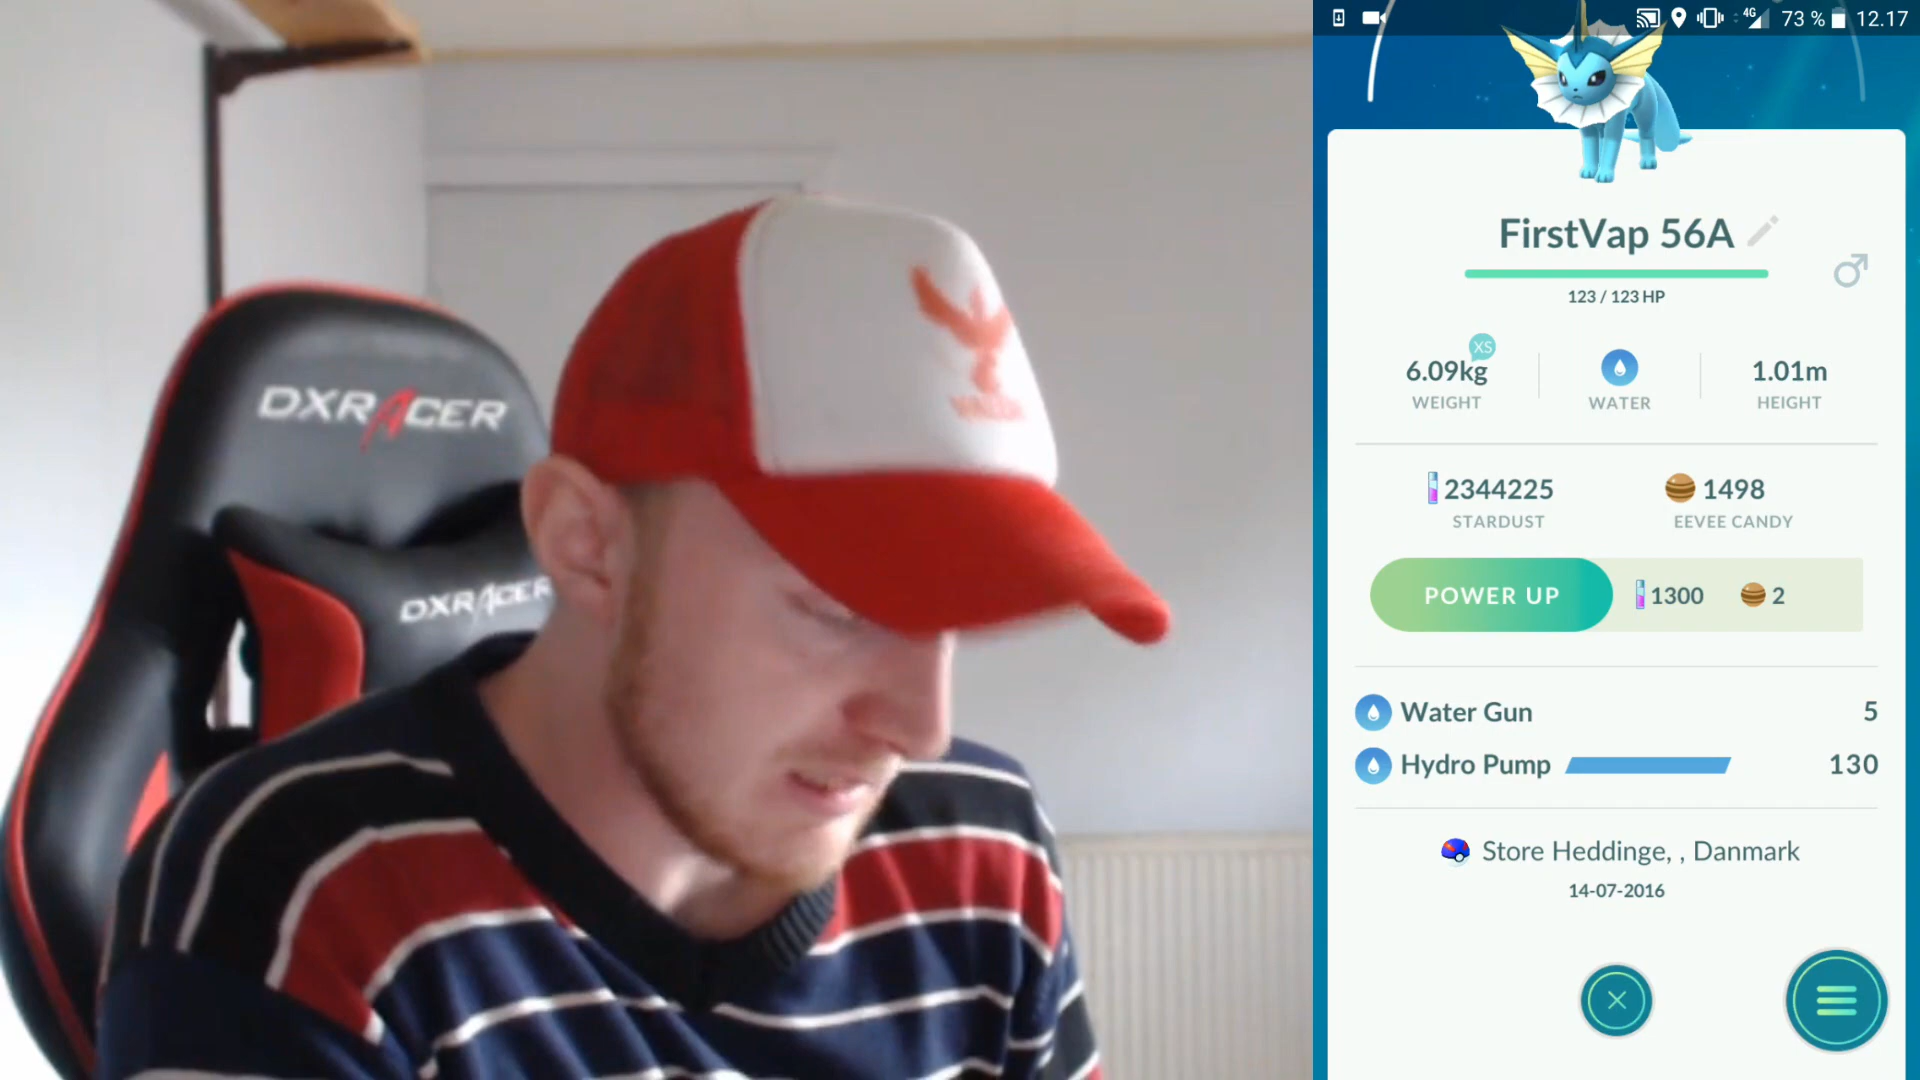 DXRACER
DXRACER
73 % 12.17
4G
FirstVap 56A
123 / 123 HP
XS
6.09kg
WEIGHT
WATER
1.01m
HEIGHT
2344225
STARDUST
1498
EEVEE CANDY
POWER UP 1300 2
Water Gun 5
Hydro Pump 130
Store Heddinge, , Danmark
14-07-2016